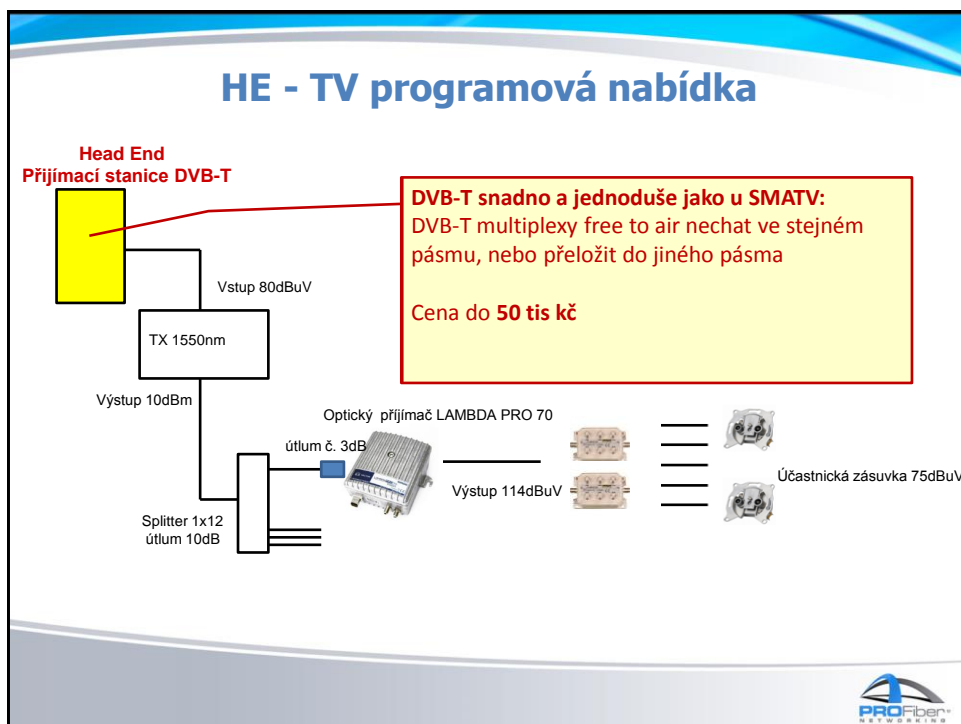 HE - TV programová nabídka
Head End
Přijímací stanice DVB-T
DVB-T snadno a jednoduše jako u SMATV:
DVB-T multiplexy free to air nechat ve stejném
pásmu, nebo přeložit do jiného pásma
Cena do 50 tis kč
Vstup 80dBuV
TX 1550nm
Výstup 10dBm
Optický příjímač LAMBDA PRO 70
útlum č. 3dB
Výstup 114dBuV
Účastnická zásuvka 75dBuV
Splitter 1x12
útlum 10dB
PROFiber
NETWORKING